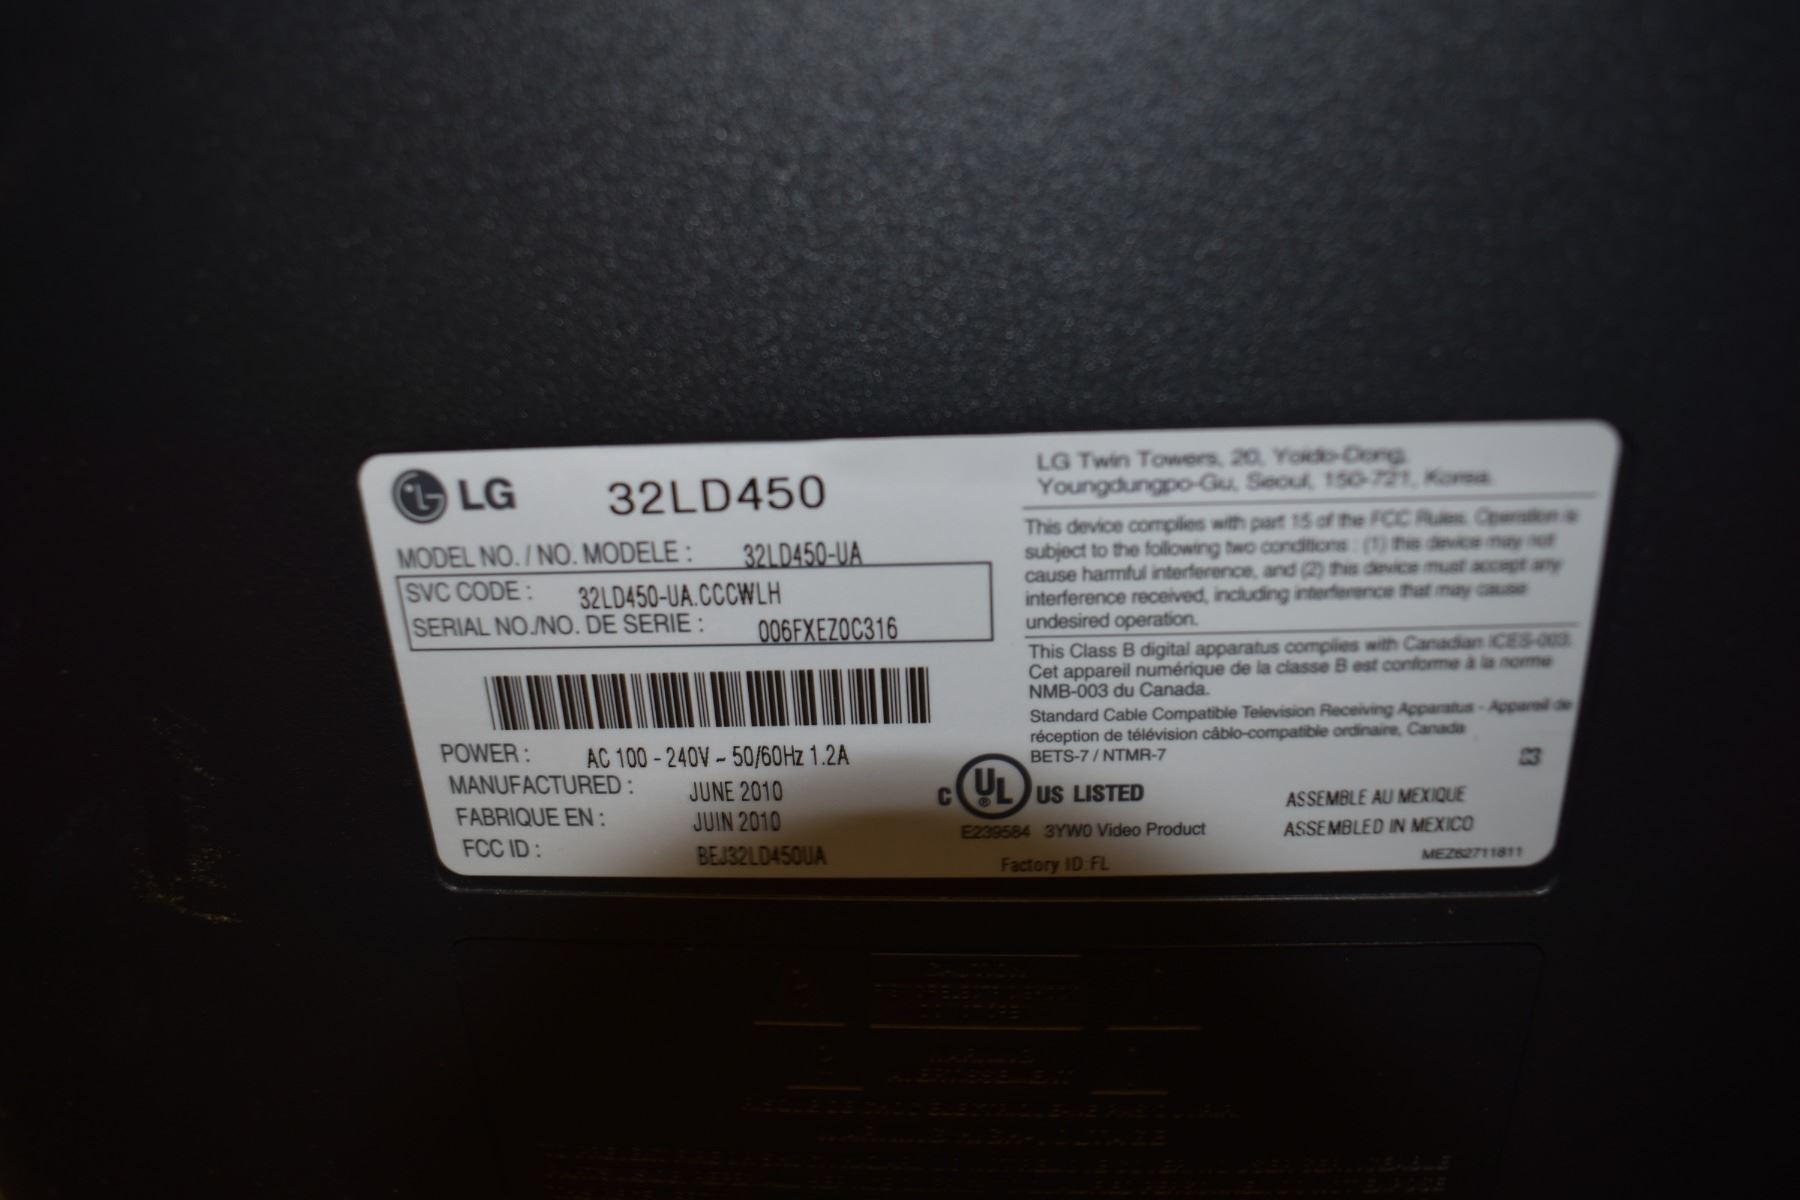 LG 32LD450
MODEL NO. / NO. MODELE : 32LD450-UA
SVC CODE : 32LD450-UA.CCCWLH
SERIAL NO./NO. DE SERIE : 006FXEZ0C316
POWER : AC 100 - 240V ~ 50/60Hz 1.2A
MANUFACTURED : JUNE 2010
FABRIQUE EN : JUIN 2010
FCC ID : BEJ32LD450UA
LG Twin Towers, 20, Yoido-Dong,
Youngdungpo-Gu, Seoul, 150-721, Korea.
This device complies with part 15 of the FCC Rules. Operation is
subject to the following two conditions : (1) this device may not
cause harmful interference, and (2) this device must accept any
interference received, including interference that may cause
undesired operation.
This Class B digital apparatus complies with Canadian ICES-003.
Cet appareil numérique de la classe B est conforme à la norme
NMB-003 du Canada.
Standard Cable Compatible Television Receiving Apparatus - Appareil de
réception de télévision câblo-compatible ordinaire, Canada
BETS-7 / NTMR-7
C UL ® US LISTED
E239584 3YW0 Video Product
Factory ID:FL
03
ASSEMBLE AU MEXIQUE
ASSEMBLED IN MEXICO
MEZ62711811
CAUTION
WARNING
AVERTISSEMENT